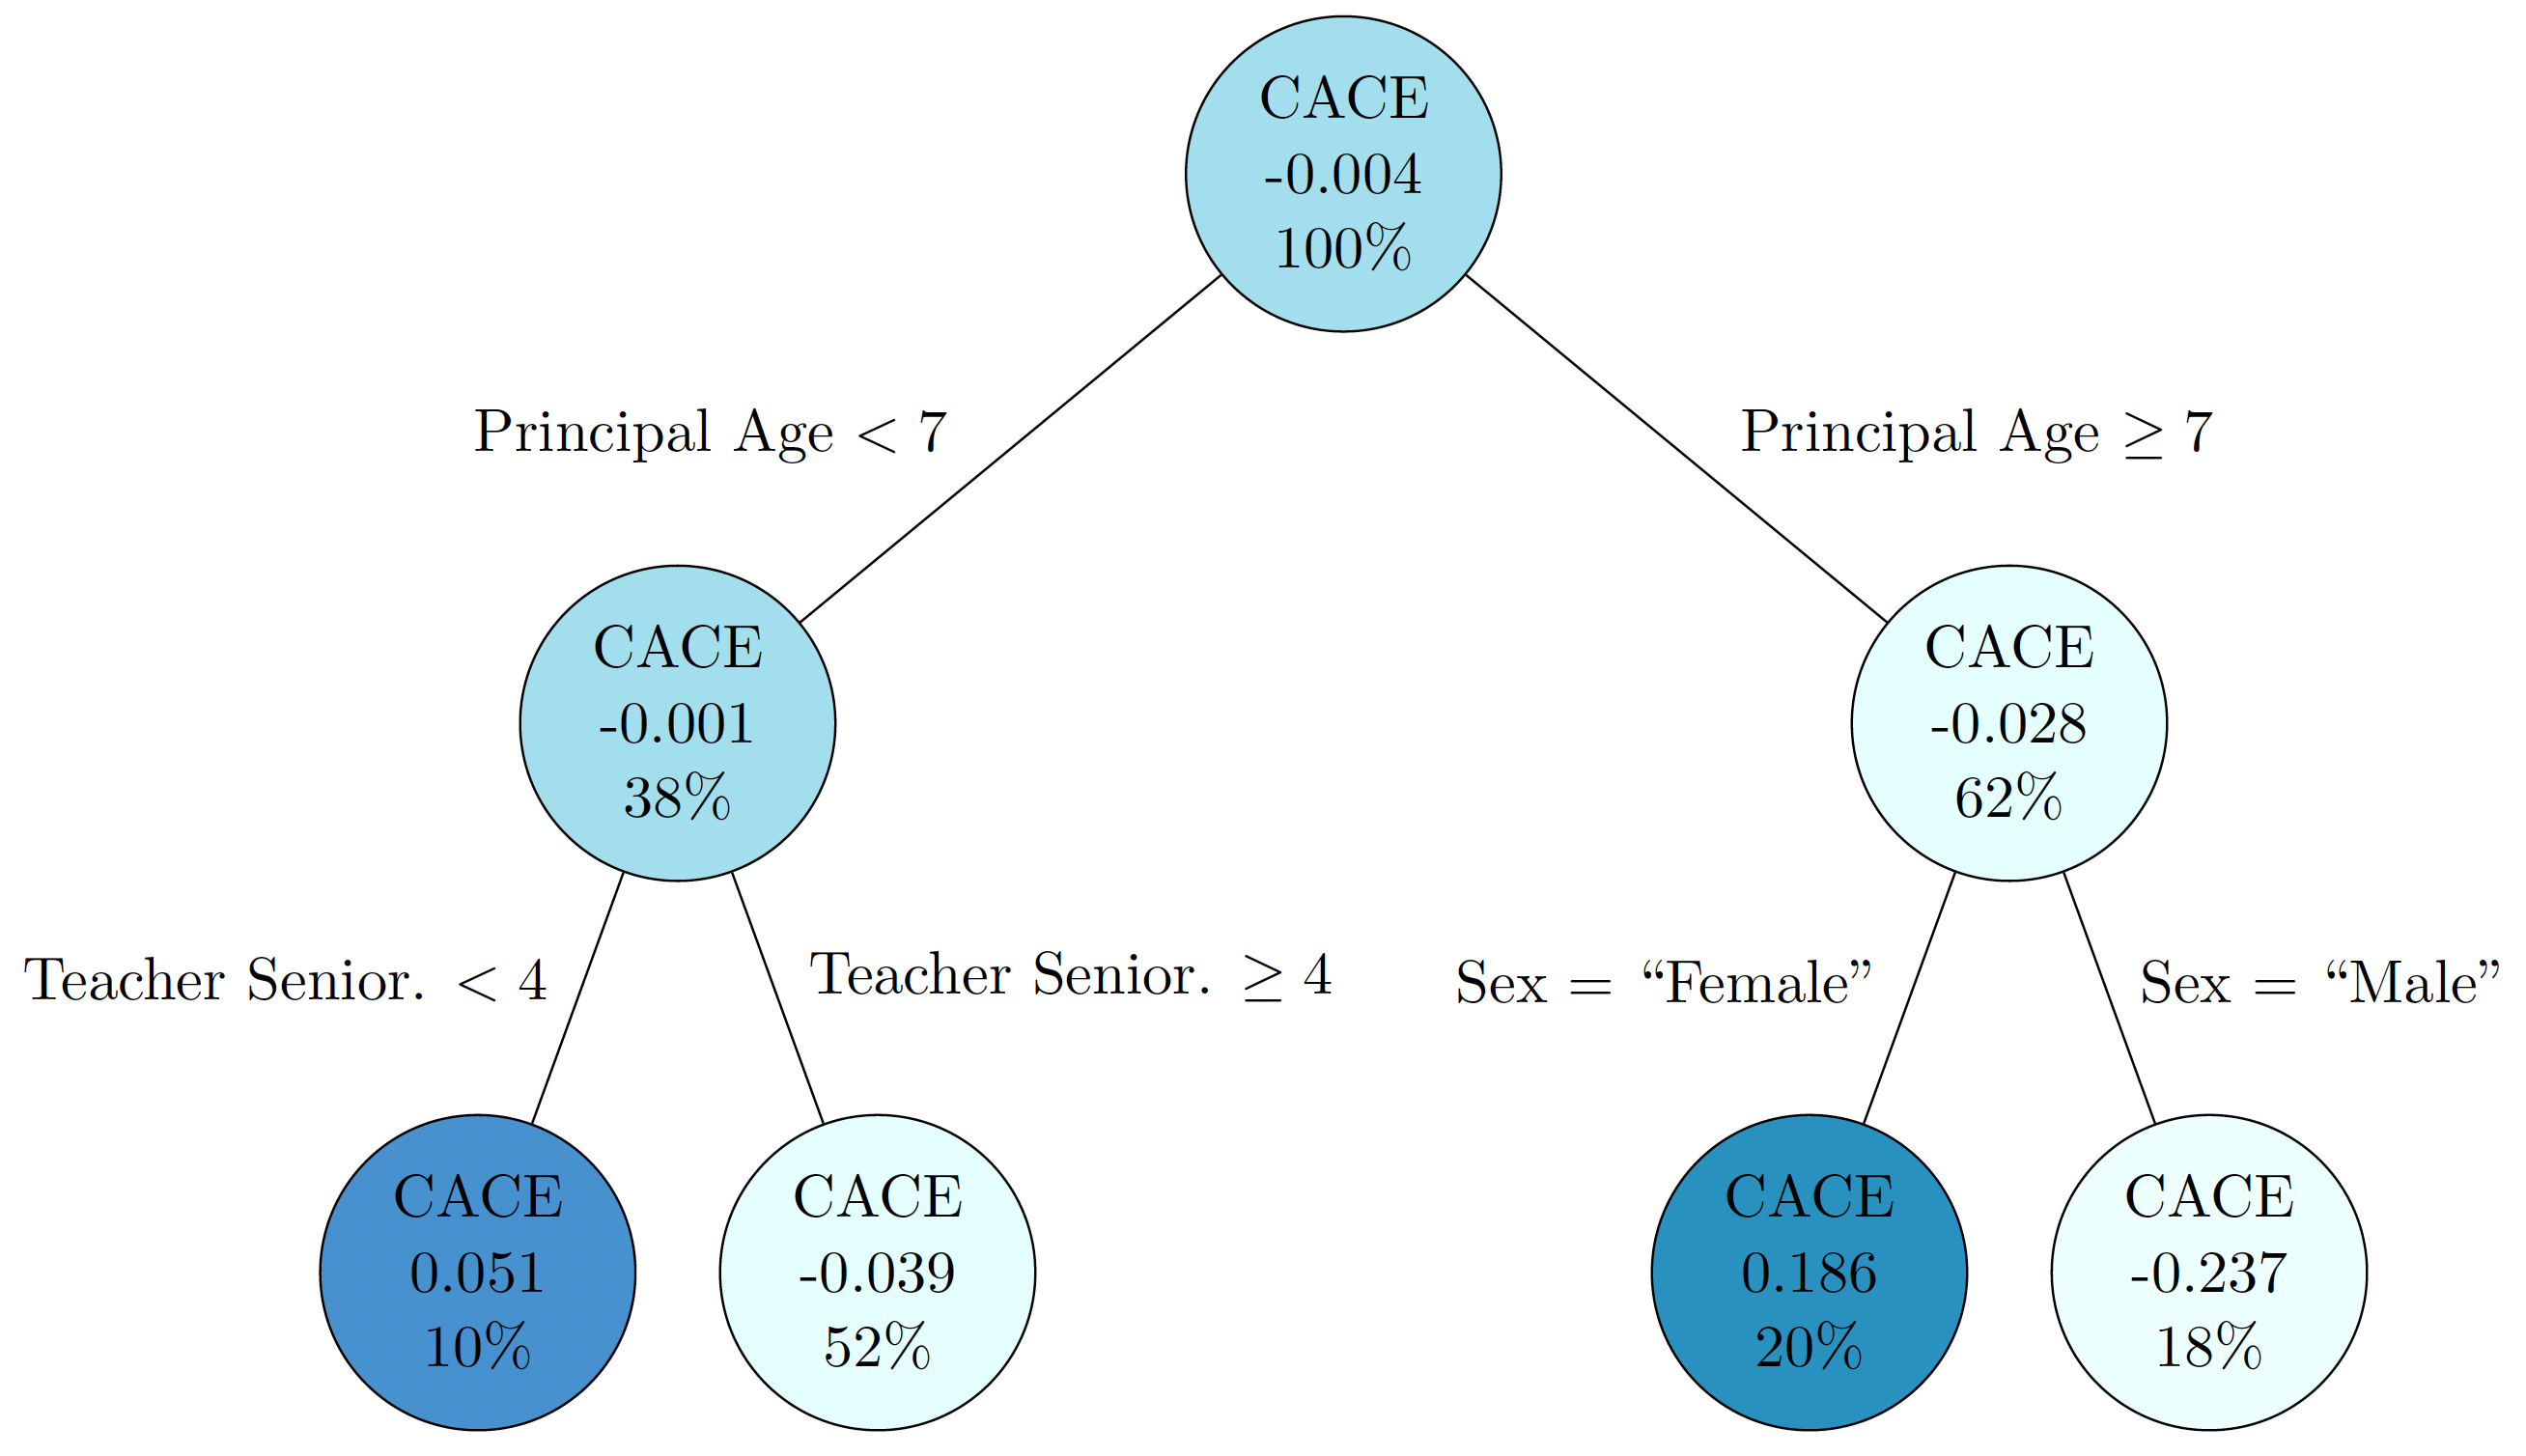 CACE
-0.004
100%
Principal Age < 7
Principal Age ≥ 7
CACE
-0.001
38%
CACE
-0.028
62%
Teacher Senior. < 4
Teacher Senior. ≥ 4
Sex = “Female”
Sex = “Male”
CACE
0.051
10%
CACE
-0.039
52%
CACE
0.186
20%
CACE
-0.237
18%